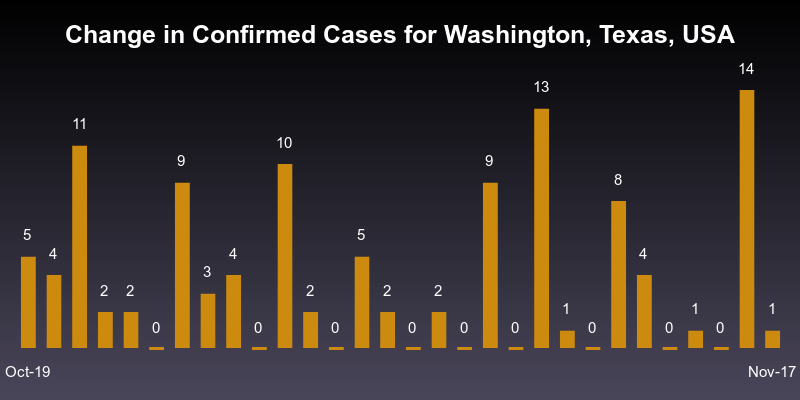 Change in Confirmed Cases for Washington, Texas, USA
5 4 11 2 2 0 9 3 4 0 10 2 0 5 2 0 2 0 9 0 13 1 0 8 4 0 1 0 14 1
Oct-19 Nov-17